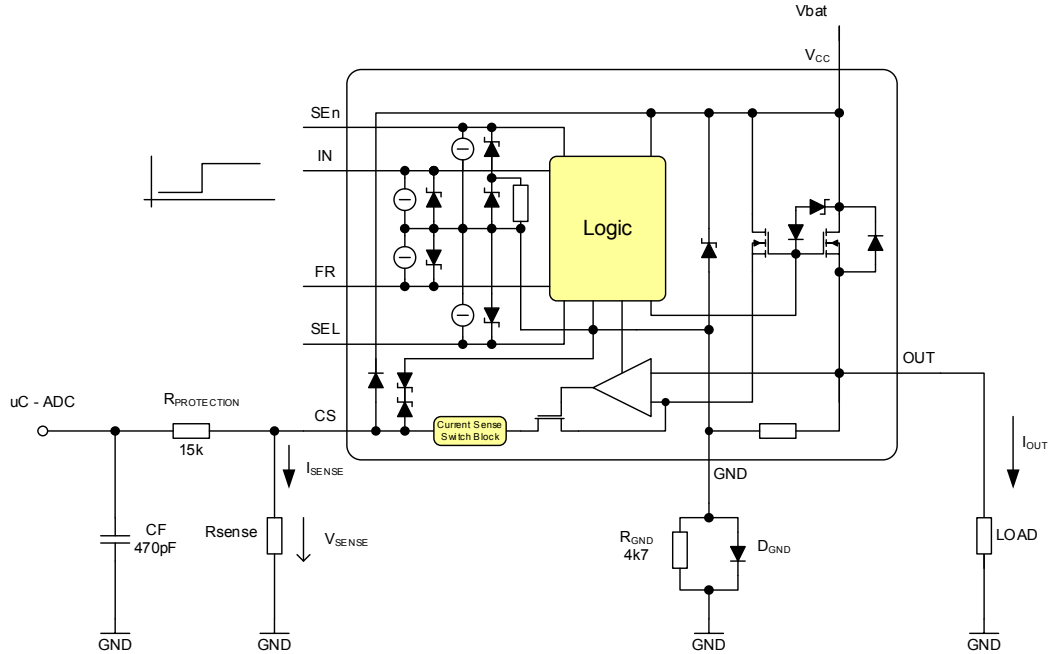 Vbat
VCC
SEn
IN
Logic
FR
SEL
OUT
uC - ADC
RPROTECTION
15k
CS
Current Sense
Switch Block
GND
ISENSE
IOUT
CF
470pF
Rsense
VSENSE
RGND
4k7
DGND
LOAD
GND
GND
GND
GND